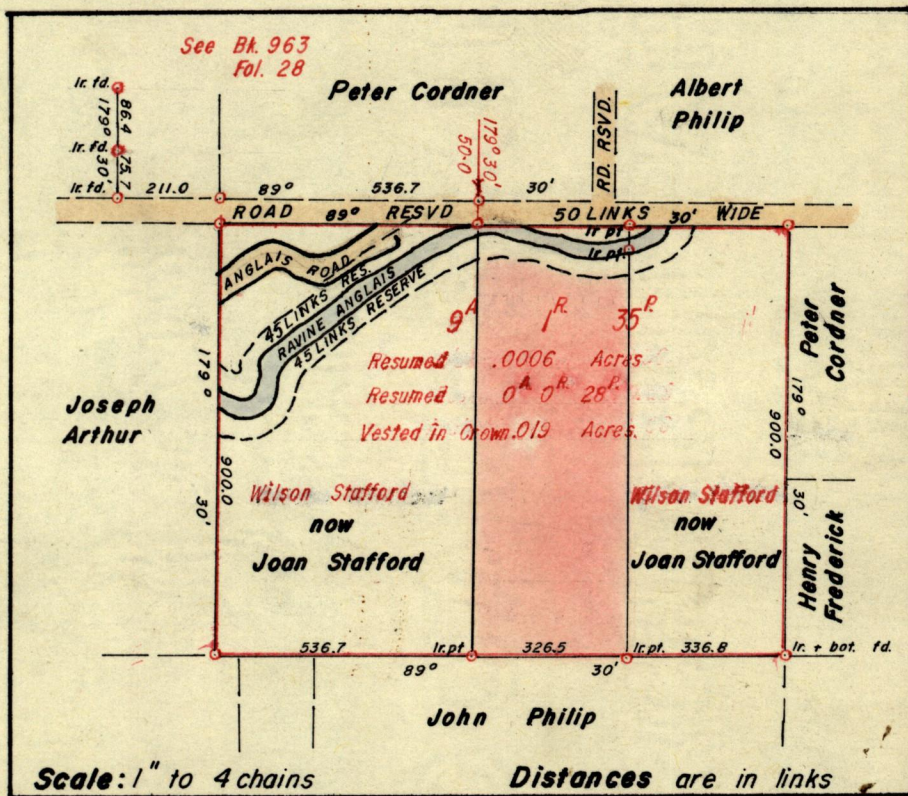 See Bk. 963
Fol. 28
Peter Cordner
Albert
Philip
RD. RSVD.
Ir. fd.
86.4
179° 30'
Ir. fd.
75.7
Ir. fd.
211.0
89°
536.7
30'
179° 30'
50.0
ROAD 89° RESVD 50 LINKS 30' WIDE
Ir pt
Ir. pt.
ANGLAIS ROAD
45 LINKS RES.
RAVINE ANGLAIS
45 LINKS RESERVE
9A 1R. 35P.
Resumed .0006 Acres
Resumed 0A 0R. 28P.
Vested in Crown .019 Acres.
Joseph
Arthur
179°
900.0
30'
Peter
Cordner
179°
900.0
30'
Henry
Frederick
Wilson Stafford
now
Joan Stafford
Wilson Stafford
now
Joan Stafford
536.7 Ir. pt 326.5 Ir. pt. 336.8 Ir. + bot. fd.
89° 30'
John Philip
Scale: 1" to 4 chains
Distances are in links